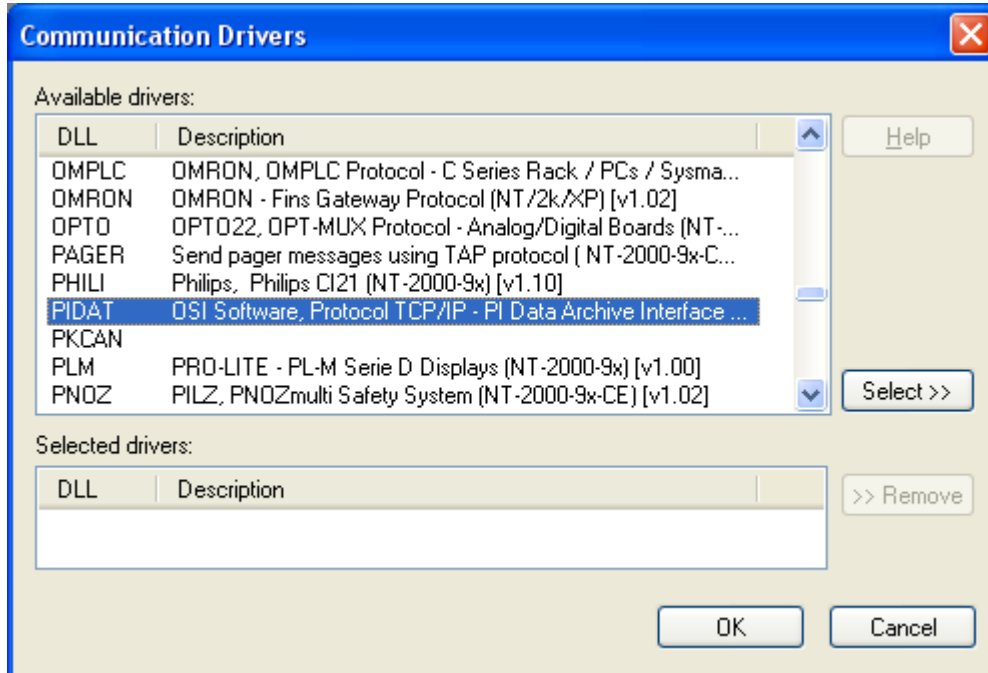 Communication Drivers
Available drivers:
DLL Description
OMPLC OMRON, OMPLC Protocol - C Series Rack / PCs / Sysma...
OMRON OMRON - Fins Gateway Protocol (NT/2k/XP) [v1.02]
OPTO OPTO22, OPT-MUX Protocol - Analog/Digital Boards (NT-...
PAGER Send pager messages using TAP protocol ( NT-2000-9x-C...
PHILI Philips, Philips CI21 (NT-2000-9x) [v1.10]
PIDAT OSI Software, Protocol TCP/IP - PI Data Archive Interface ...
PKCAN
PLM PRO-LITE - PL-M Serie D Displays (NT-2000-9x) [v1.00]
PNOZ PILZ, PNOZmulti Safety System (NT-2000-9x-CE) [v1.02]
Help
Select >>
Selected drivers:
DLL Description
>> Remove
OK Cancel